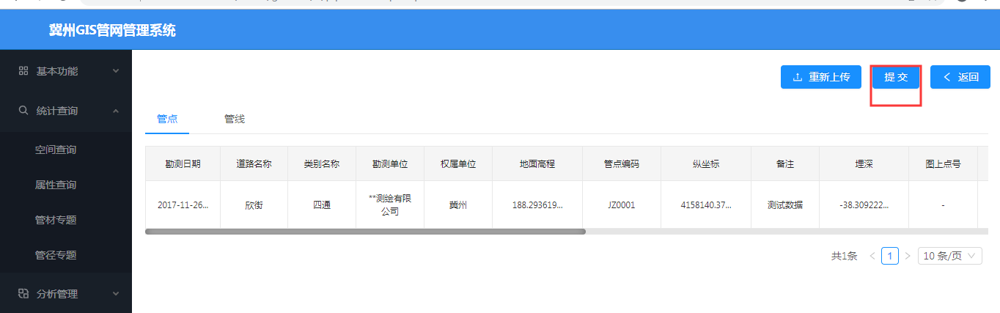 冀州GIS管网管理系统
基本功能
统计查询
空间查询
属性查询
管材专题
管径专题
分析管理
重新上传
提 交
返回
管点
管线
勘测日期
道路名称
类别名称
勘测单位
权属单位
地面高程
管点编码
纵坐标
备注
埋深
图上点号
2017-11-26...
欣街
四通
**测绘有限
公司
冀州
188.293619...
JZ0001
4158140.37...
测试数据
-38.309222...
-
共1条
1
10 条/页